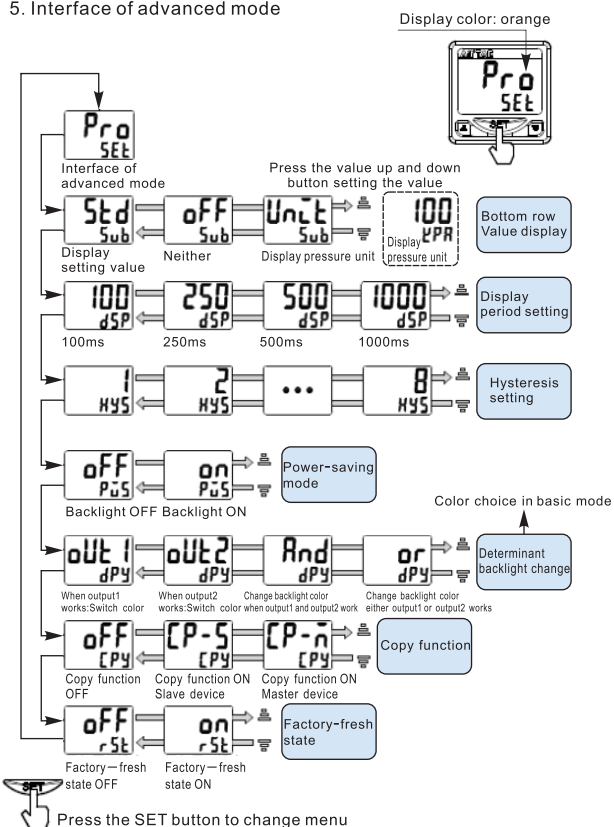 5. Interface of advanced mode
Display color: orange
AirTAC
Pro
SEt
SET
Pro
SEt
Interface of
advanced mode
Press the value up and down
button setting the value
Std
Sub
oFF
Sub
Unit
Sub
100
Display kPA
pressure unit
Bottom row
Value display
Display
setting value
Neither
Display pressure unit
100
dSP
250
dSP
500
dSP
1000
dSP
Display
period setting
100ms
250ms
500ms
1000ms
1
HYS
2
HYS
•••
8
HYS
Hysteresis
setting
oFF
PwS
on
PwS
Power-saving
mode
Backlight OFF
Backlight ON
Color choice in basic mode
oUt1
dPY
oUt2
dPY
And
dPY
or
dPY
Determinant
backlight change
When output1
works:Switch color
When output2
works:Switch color
Change backlight color
when output1 and output2 work
Change backlight color
either output1 or output2 works
oFF
CPY
CP-S
CPY
CP-m
CPY
Copy function
Copy function
OFF
Copy function ON
Slave device
Copy function ON
Master device
oFF
rSt
on
rSt
Factory-fresh
state
Factory—fresh
state OFF
Factory—fresh
state ON
SET
Press the SET button to change menu